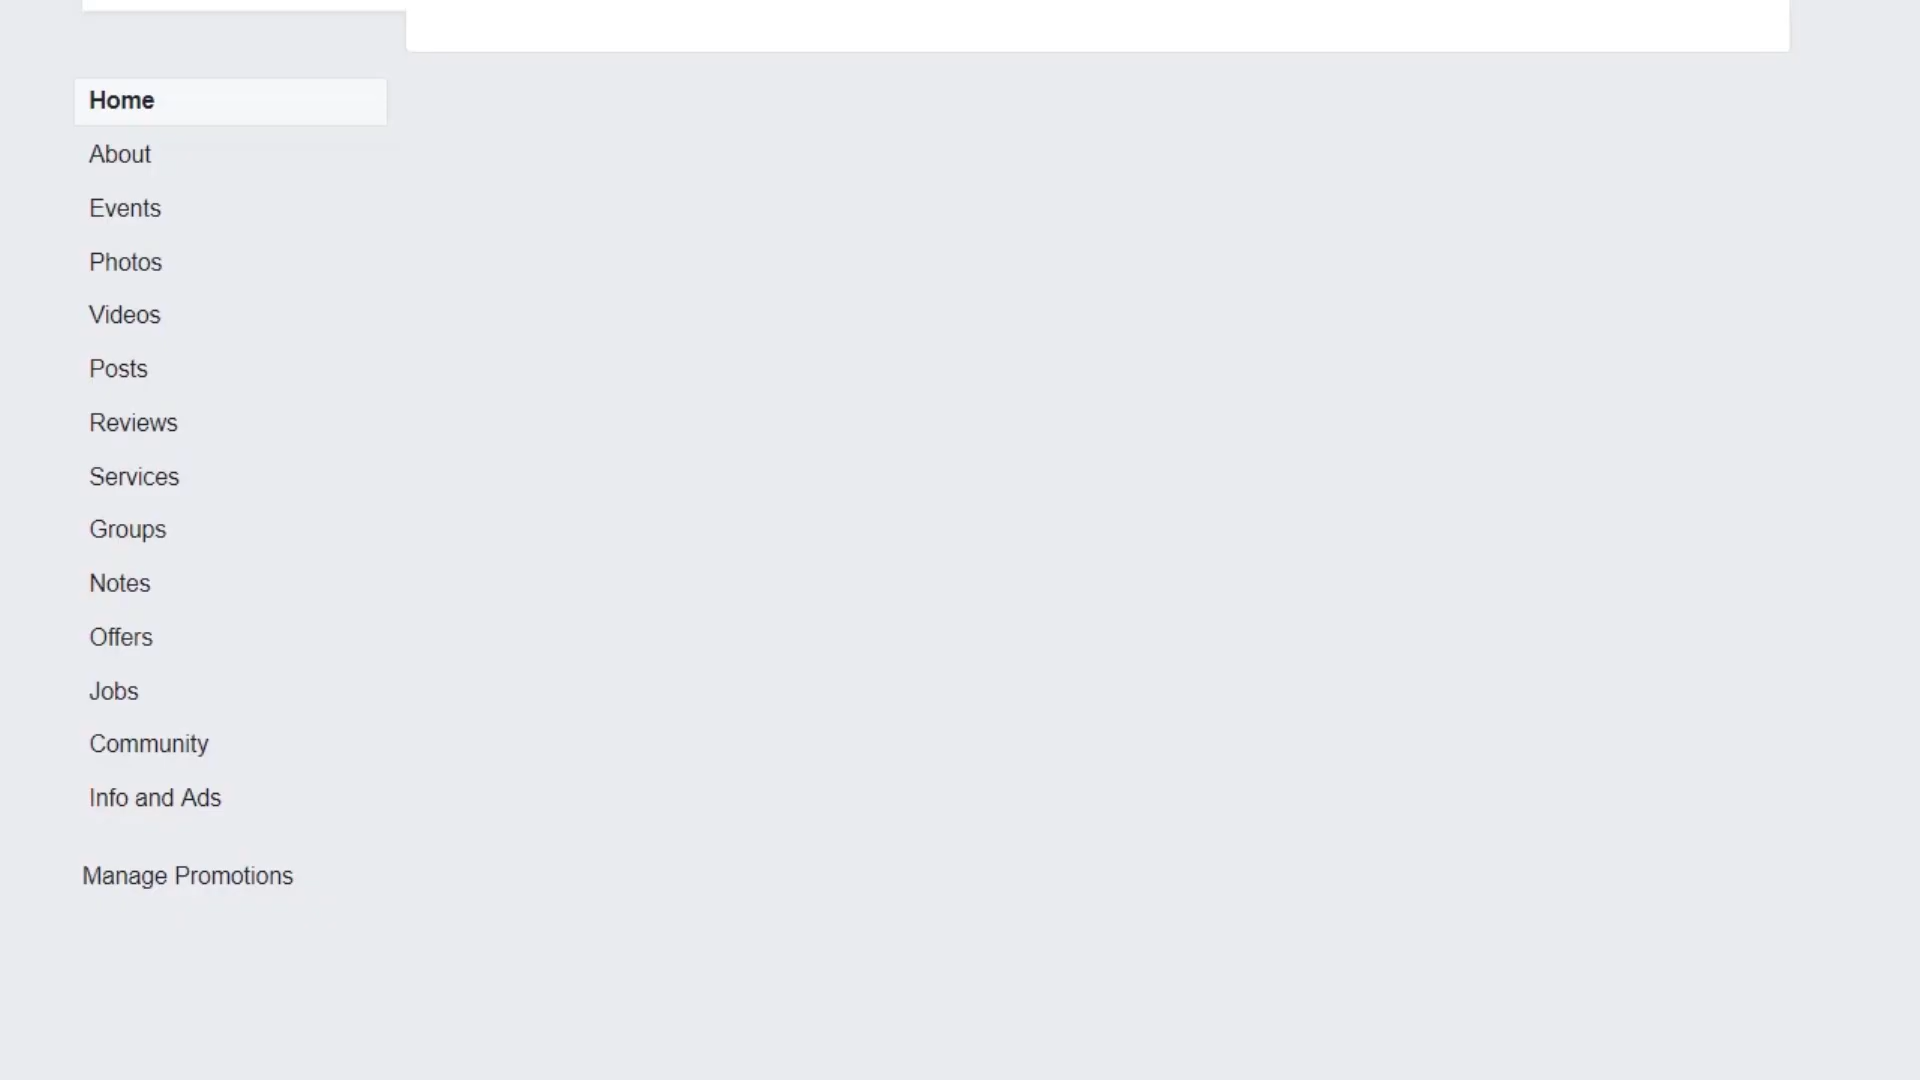 Home
About
Events
Photos
Videos
Posts
Reviews
Services
Groups
Notes
Offers
Jobs
Community
Info and Ads
Manage Promotions